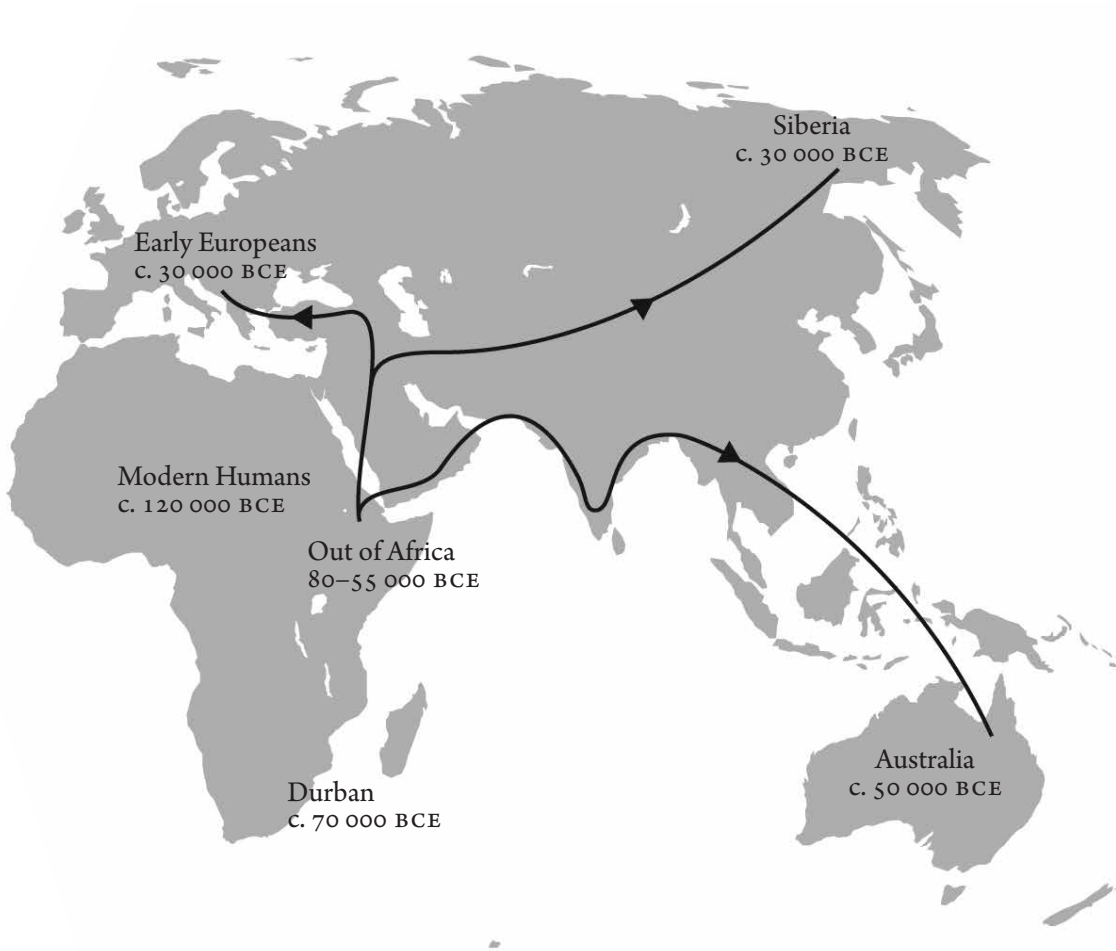 Siberia
c. 30 000 BCE
Early Europeans
c. 30 000 BCE
Modern Humans
c. 120 000 BCE
Out of Africa
80–55 000 BCE
Australia
c. 50 000 BCE
Durban
c. 70 000 BCE